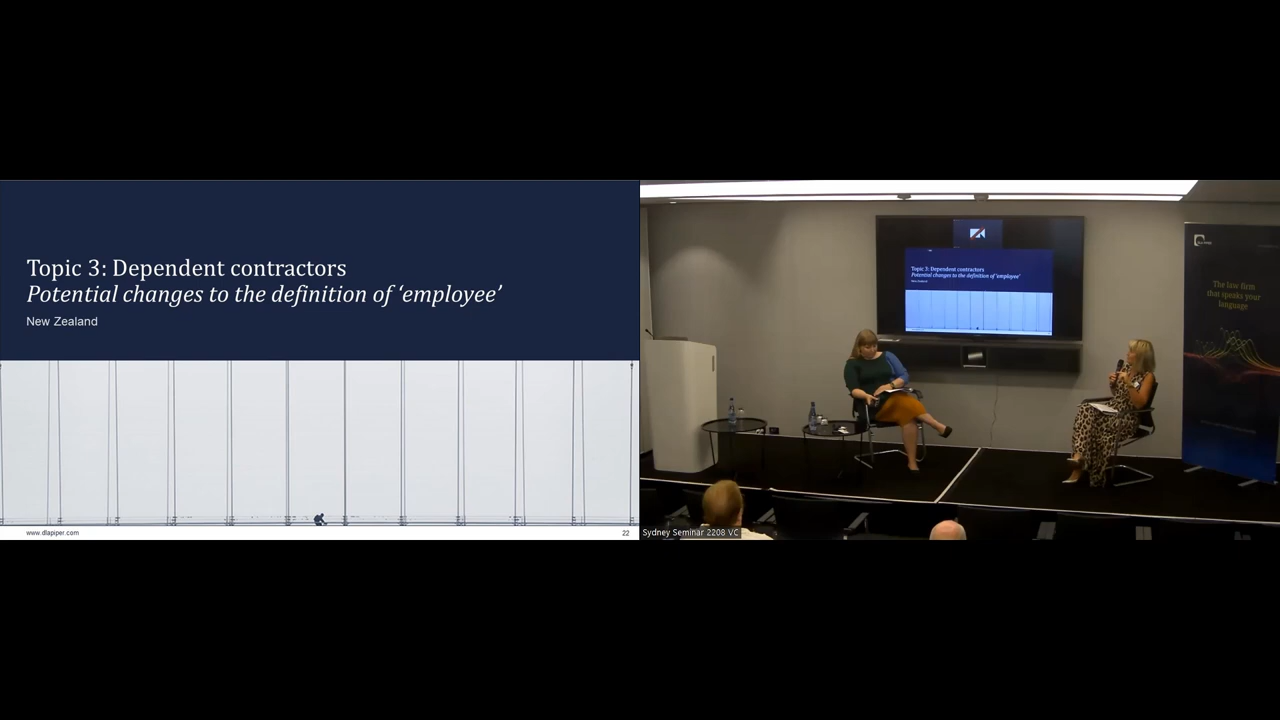 Topic 3: Dependent contractors
Potential changes to the definition of ‘employee’
New Zealand
www.dlapiper.com
22
Topic 3: Dependent contractors
Potential changes to the definition of ‘employee’
New Zealand
The law firm
that speaks your
language
Sydney Seminar 2208 VC